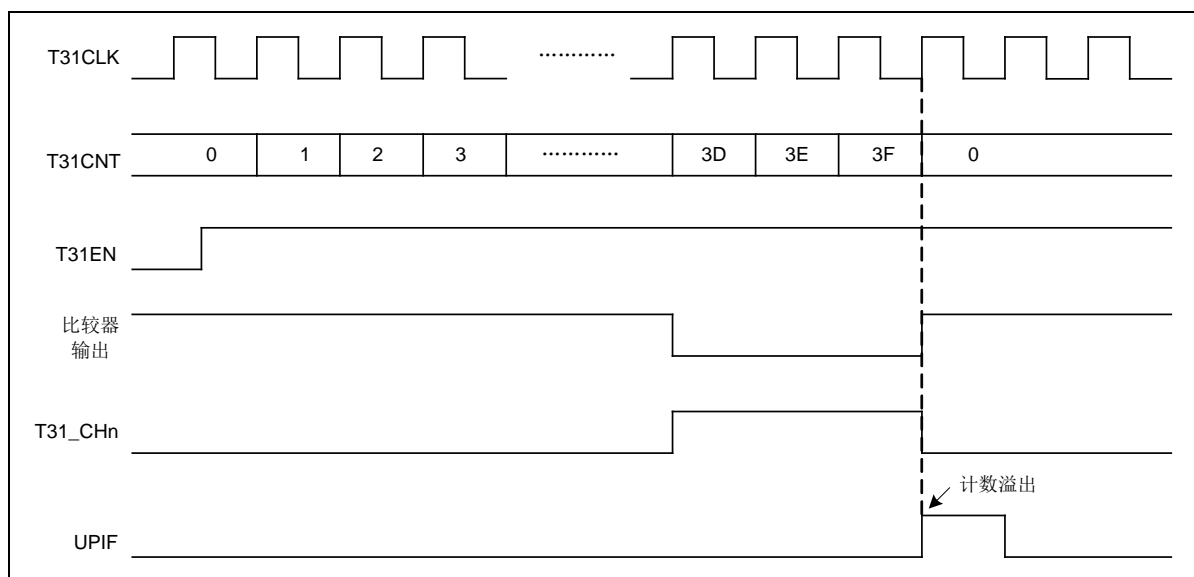 T31CLK
…………
T31CNT
0 1 2 3 ………… 3D 3E 3F 0
T31EN
比较器
输出
T31_CHn
计数溢出
UPIF